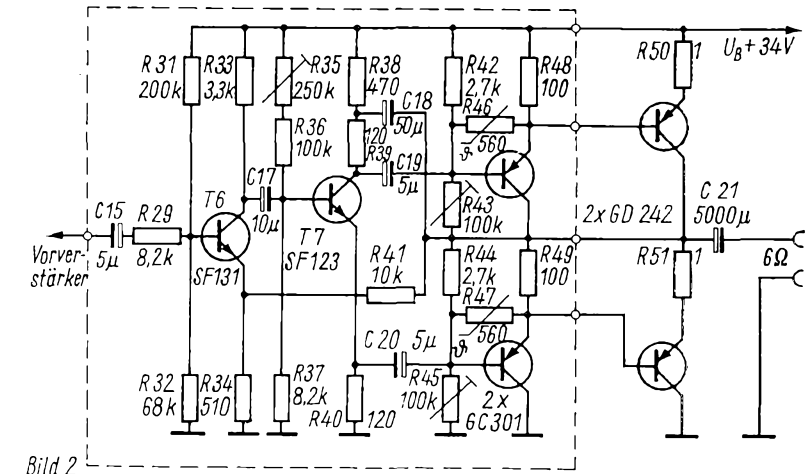 R31
200k
R33
3,3k
R35
250k
R38
470
C18
50µ
R42
2,7k
R48
100
R50
1
U_B + 34V
R36
100k
120
R39
R46
560
ϑ
C17
10µ
C19
5µ
T6
SF131
T7
SF123
C15
5µ
R29
8,2k
Vorver-
stärker
R43
100k
2x GD 242
C 21
5000µ
6Ω
R41
10k
R44
2,7k
R49
100
R51
1
R47
560
ϑ
C 20
5µ
R32
68k
R34
510
R37
8,2k
R40
120
R45
100k
2x
GC301
Bild 2